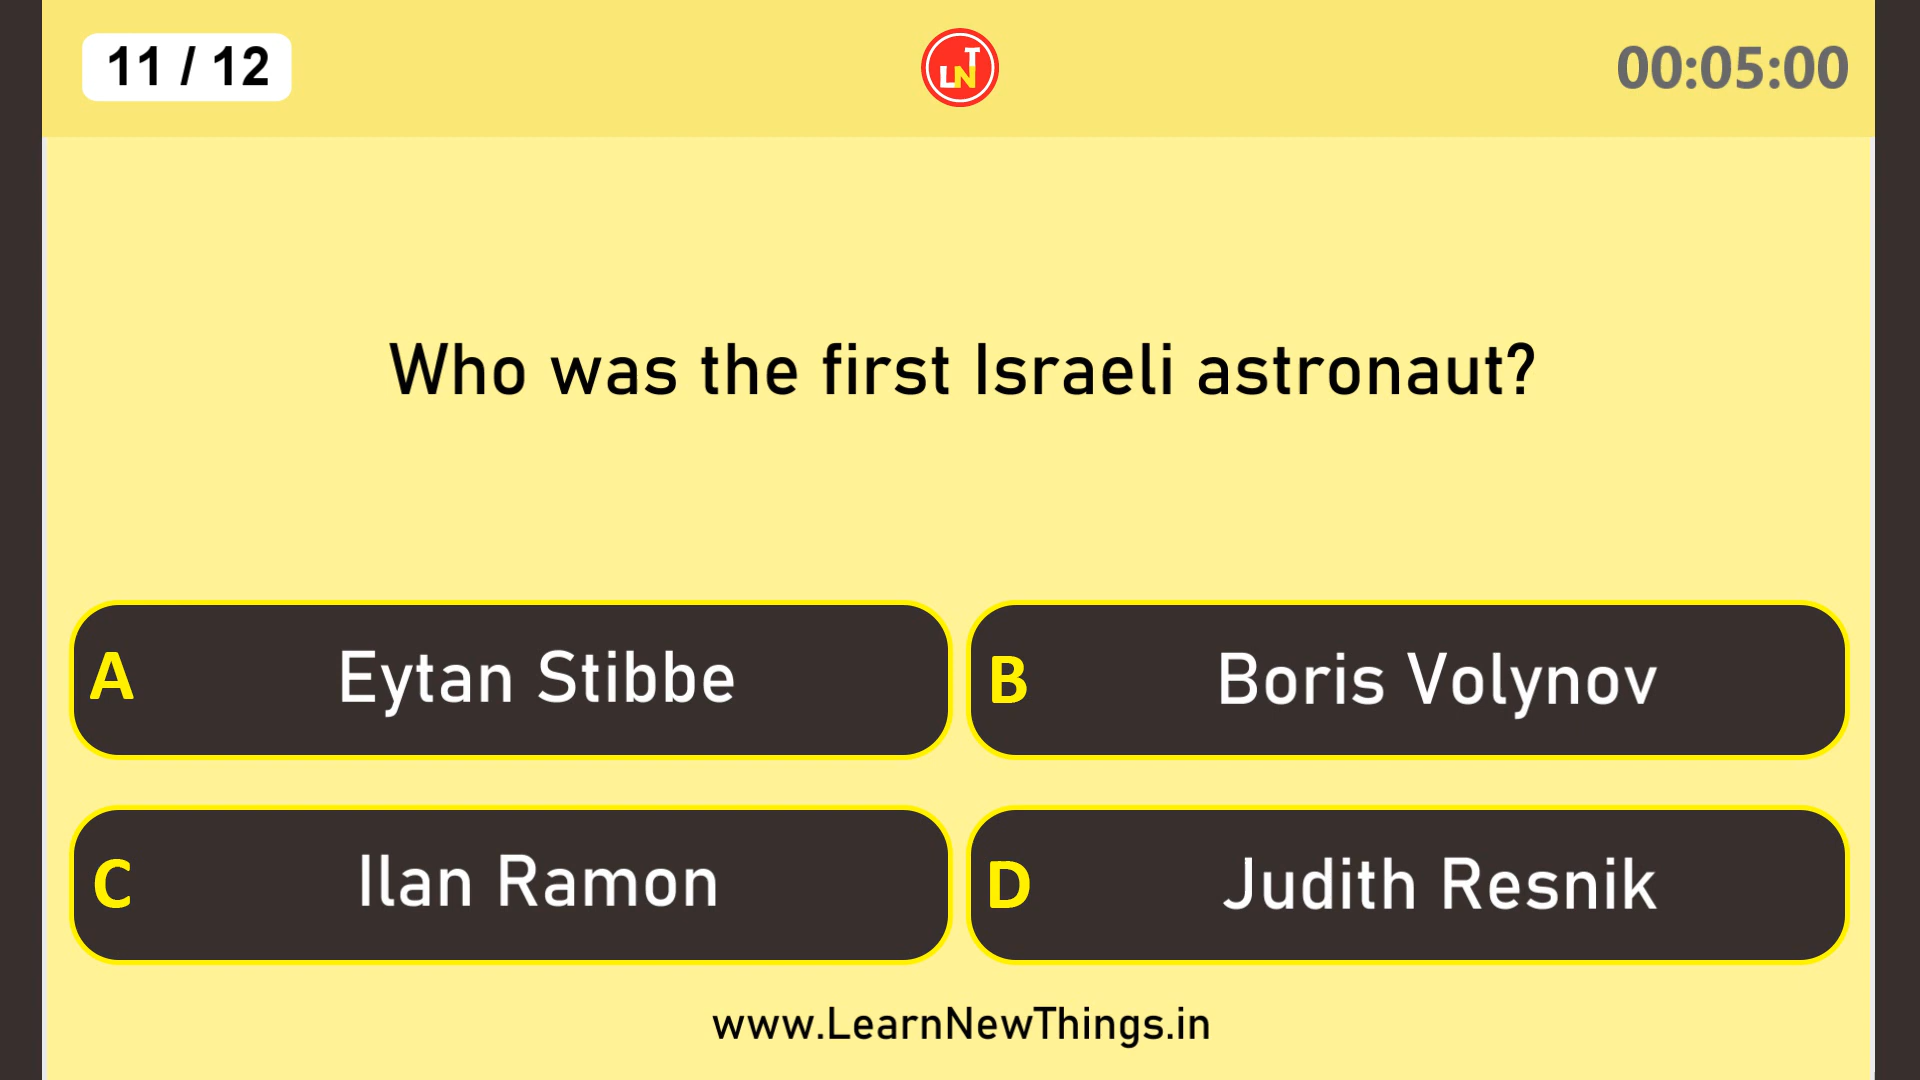 11 / 12
LNT
00:05:00
Who was the first Israeli astronaut?
A Eytan Stibbe
B Boris Volynov
C Ilan Ramon
D Judith Resnik
www.LearnNewThings.in